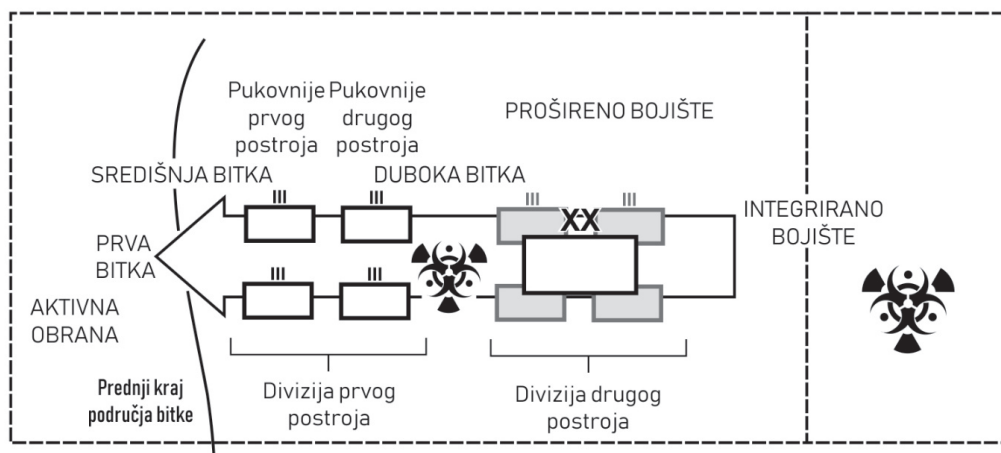 Pukovnije
prvog
postroja
Pukovnije
drugog
postroja
PROŠIRENO BOJIŠTE
SREDIŠNJA BITKA
DUBOKA BITKA
III
III
III
III
XX
INTEGRIRANO
BOJIŠTE
PRVA
BITKA
III
III
AKTIVNA
OBRANA
Prednji kraj
područja bitke
Divizija prvog
postroja
Divizija drugog
postroja